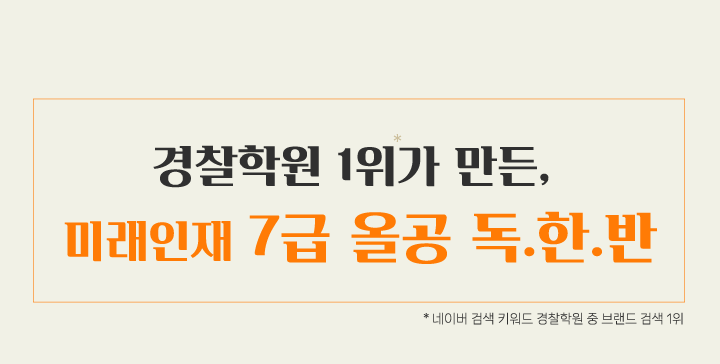 경찰학원 1위*가 만든,
미래인재 7급 올공 독.한.반
* 네이버 검색 키워드 경찰학원 중 브랜드 검색 1위